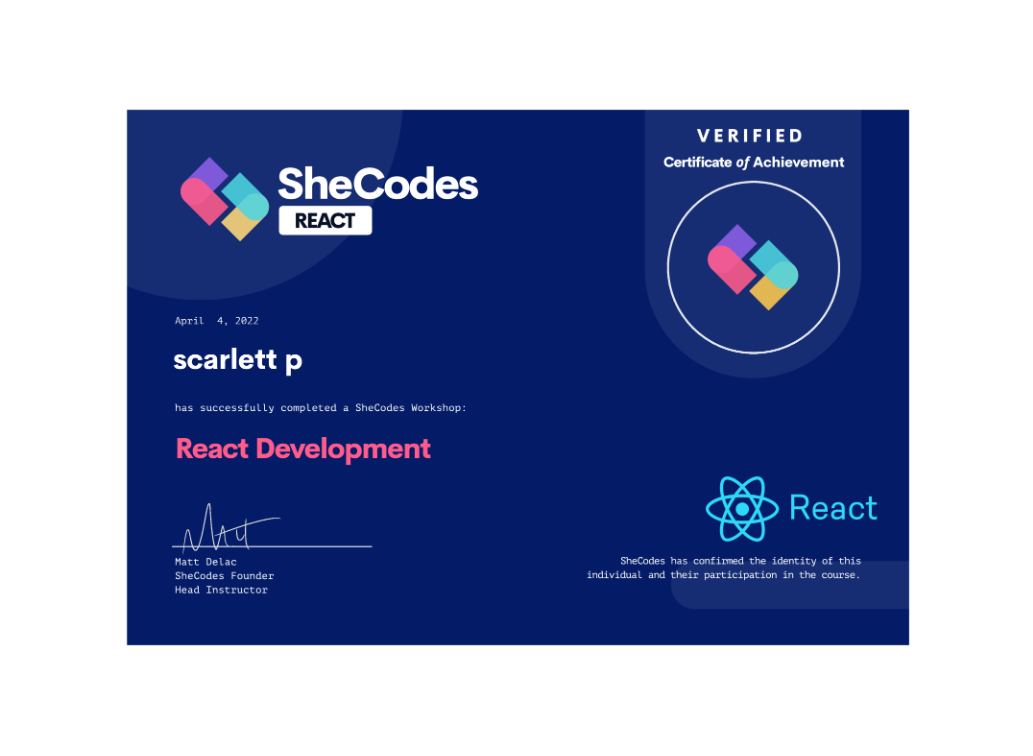 SheCodes
REACT
VERIFIED
Certificate of Achievement
April 4, 2022
scarlett p
has successfully completed a SheCodes Workshop:
React Development
Matt
Matt Delac
SheCodes Founder
Head Instructor
React
SheCodes has confirmed the identity of this
individual and their participation in the course.